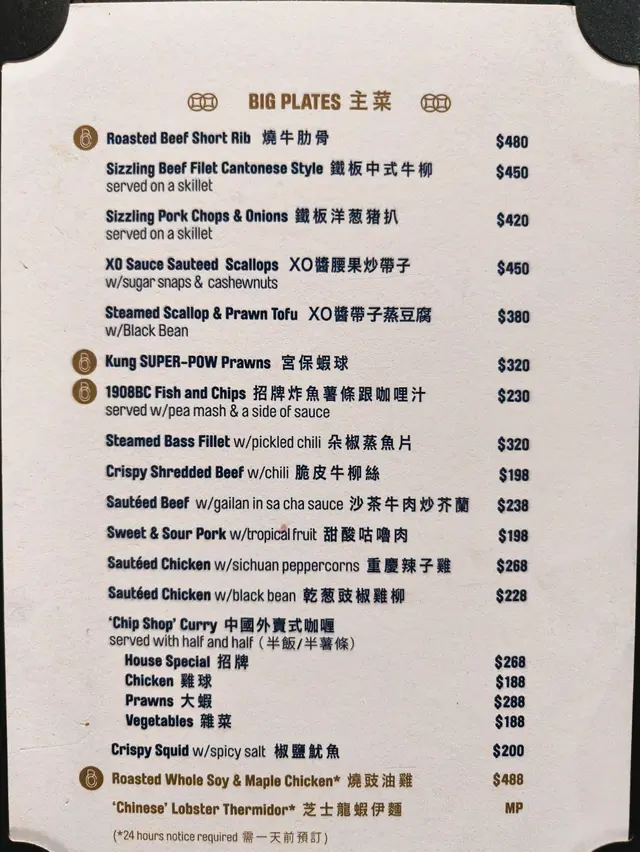 BIG PLATES 主菜
Roasted Beef Short Rib 燒牛肋骨 $480
Sizzling Beef Filet Cantonese Style 鐵板中式牛柳 $450
served on a skillet
Sizzling Pork Chops & Onions 鐵板洋葱猪扒 $420
served on a skillet
XO Sauce Sauteed Scallops XO醬腰果炒帶子 $450
w/sugar snaps & cashewnuts
Steamed Scallop & Prawn Tofu XO醬帶子蒸豆腐 $380
w/Black Bean
Kung SUPER-POW Prawns 宮保蝦球 $320
1908BC Fish and Chips 招牌炸魚薯條跟咖哩汁 $230
served w/pea mash & a side of sauce
Steamed Bass Fillet w/pickled chili 朵椒蒸魚片 $320
Crispy Shredded Beef w/chili 脆皮牛柳絲 $198
Sautéed Beef w/gailan in sa cha sauce 沙茶牛肉炒芥蘭 $238
Sweet & Sour Pork w/tropical fruit 甜酸咕嚕肉 $198
Sautéed Chicken w/sichuan peppercorns 重慶辣子雞 $268
Sautéed Chicken w/black bean 乾葱豉椒雞柳 $228
‘Chip Shop’ Curry 中國外賣式咖喱
served with half and half (半飯/半薯條)
House Special 招牌 $268
Chicken 雞球 $188
Prawns 大蝦 $288
Vegetables 雜菜 $188
Crispy Squid w/spicy salt 椒鹽魷魚 $200
Roasted Whole Soy & Maple Chicken* 燒豉油雞 $488
‘Chinese’ Lobster Thermidor* 芝士龍蝦伊麵 MP
(*24 hours notice required 需一天前預訂)